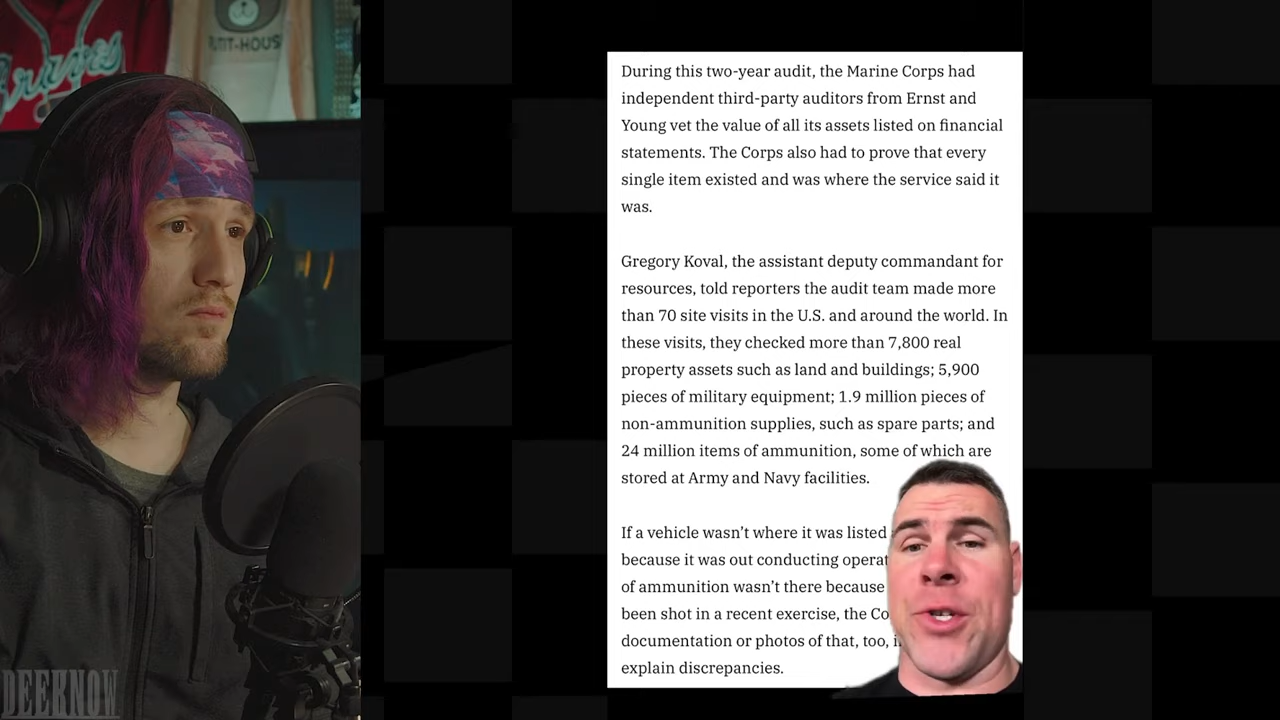 Braves
During this two-year audit, the Marine Corps had
independent third-party auditors from Ernst and
Young vet the value of all its assets listed on financial
statements. The Corps also had to prove that every
single item existed and was where the service said it
was.
Gregory Koval, the assistant deputy commandant for
resources, told reporters the audit team made more
than 70 site visits in the U.S. and around the world. In
these visits, they checked more than 7,800 real
property assets such as land and buildings; 5,900
pieces of military equipment; 1.9 million pieces of
non-ammunition supplies, such as spare parts; and
24 million items of ammunition, some of which are
stored at Army and Navy facilities.
If a vehicle wasn’t where it was listed
because it was out conducting
of ammunition wasn’t there because
been shot in a recent exercise, the
documentation or photos of that, too,
explain discrepancies.
DEEKNOW